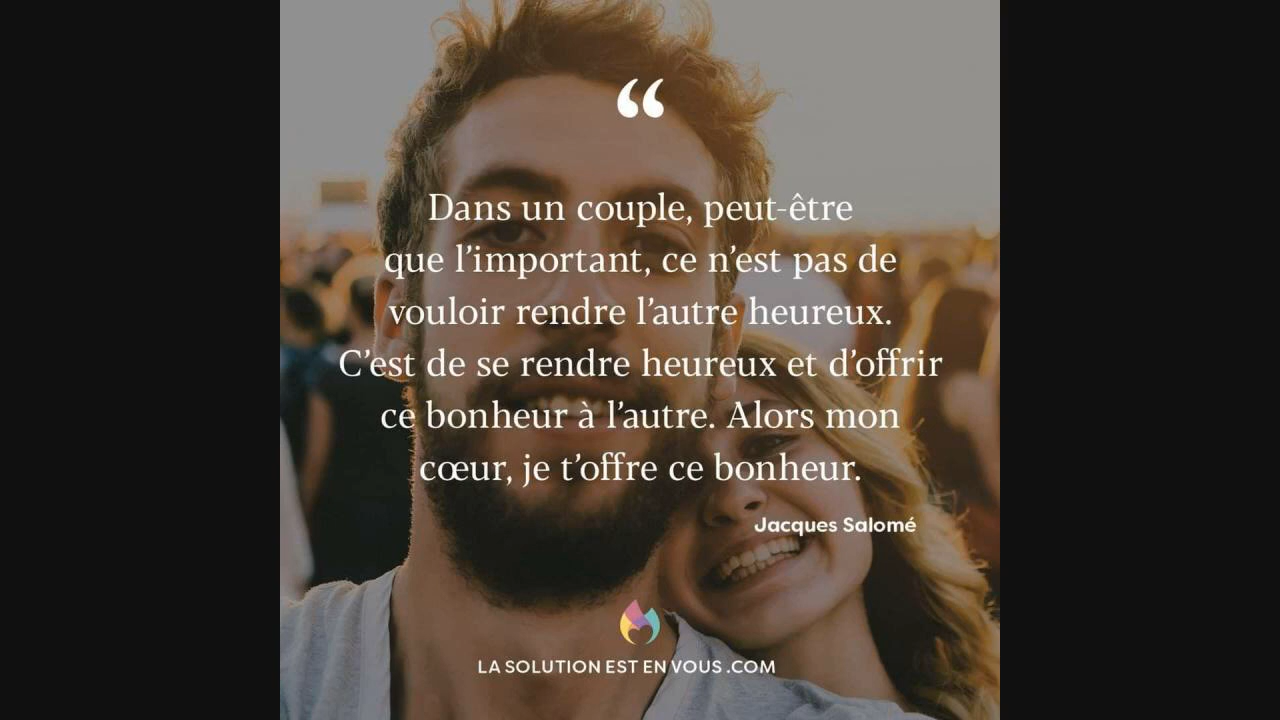 “
Dans un couple, peut-être
que l’important, ce n’est pas de
vouloir rendre l’autre heureux.
C’est de se rendre heureux et d’offrir
ce bonheur à l’autre. Alors mon
cœur, je t’offre ce bonheur.
Jacques Salomé
LA SOLUTION EST EN VOUS .COM